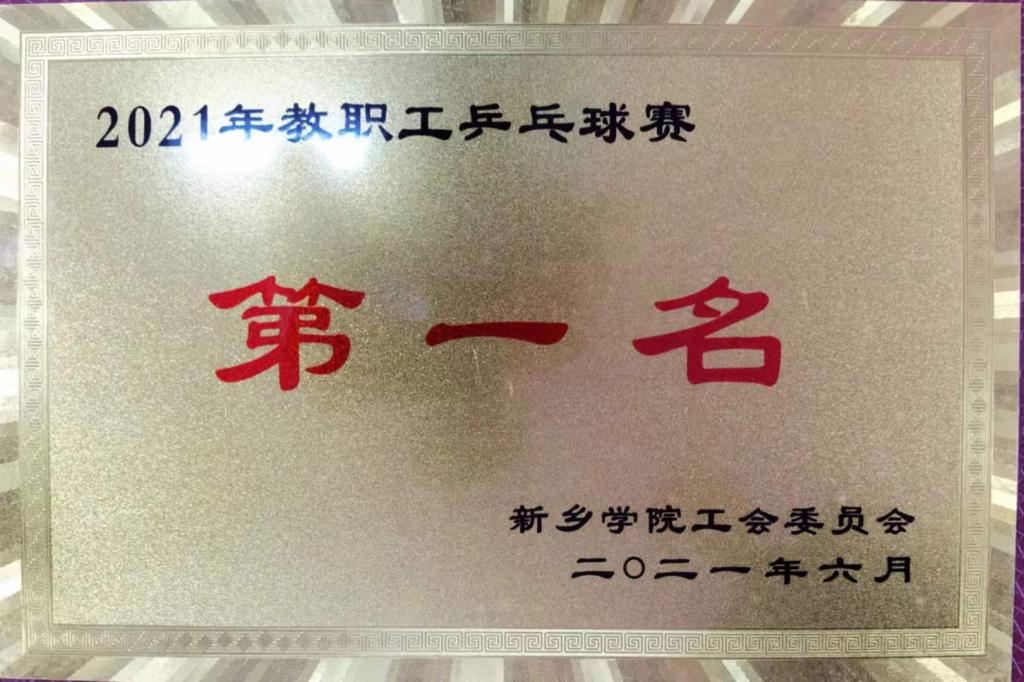 2021年教职工乒乓球赛
第一名
新乡学院工会委员会
二〇二一年六月